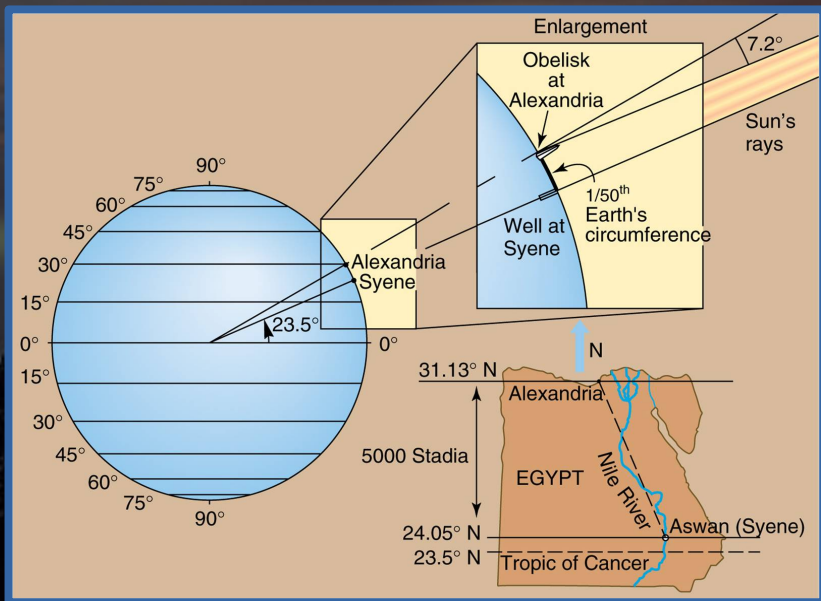 Enlargement
7.2°
Obelisk
at
Alexandria
Sun's
rays
1/50th
Earth's
circumference
Well at
Syene
90°
75°
60°
45°
30°
15°
0°
15°
30°
45°
60°
75°
90°
Alexandria
Syene
23.5°
0°
N
31.13° N
Alexandria
5000 Stadia
EGYPT
Nile River
24.05° N
Aswan (Syene)
23.5° N
Tropic of Cancer